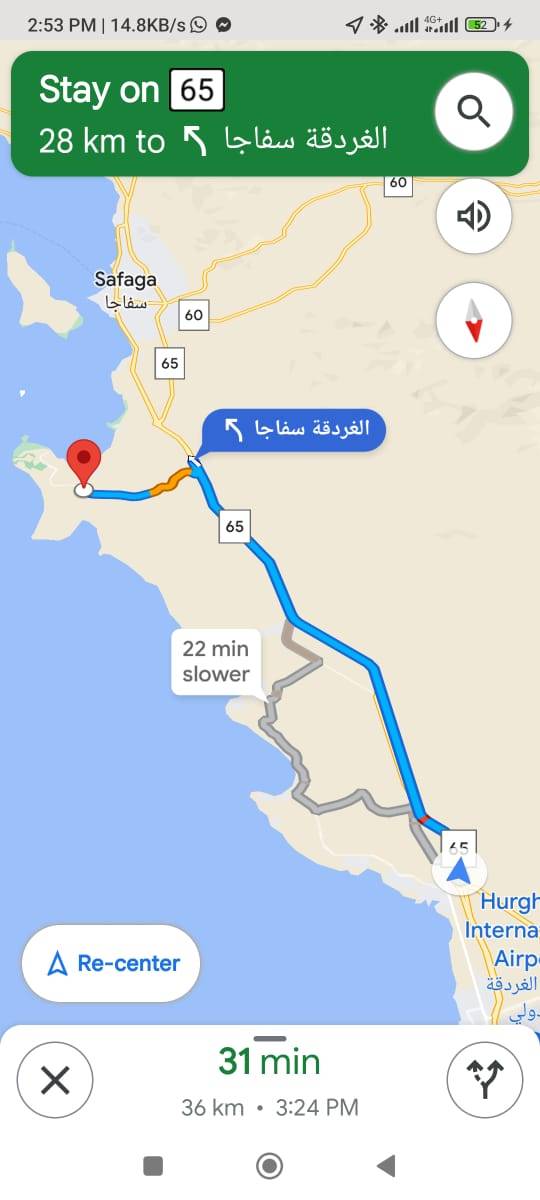 2:53 PM | 14.8KB/s
4G+
52
Stay on 65
28 km to الغردقة سفاجا
60
Safaga
سفاجا
60
65
الغردقة سفاجا
65
22 min
slower
65
Hurgh
Interna
Airp
الغردقة
ولي
Re-center
31 min
36 km • 3:24 PM